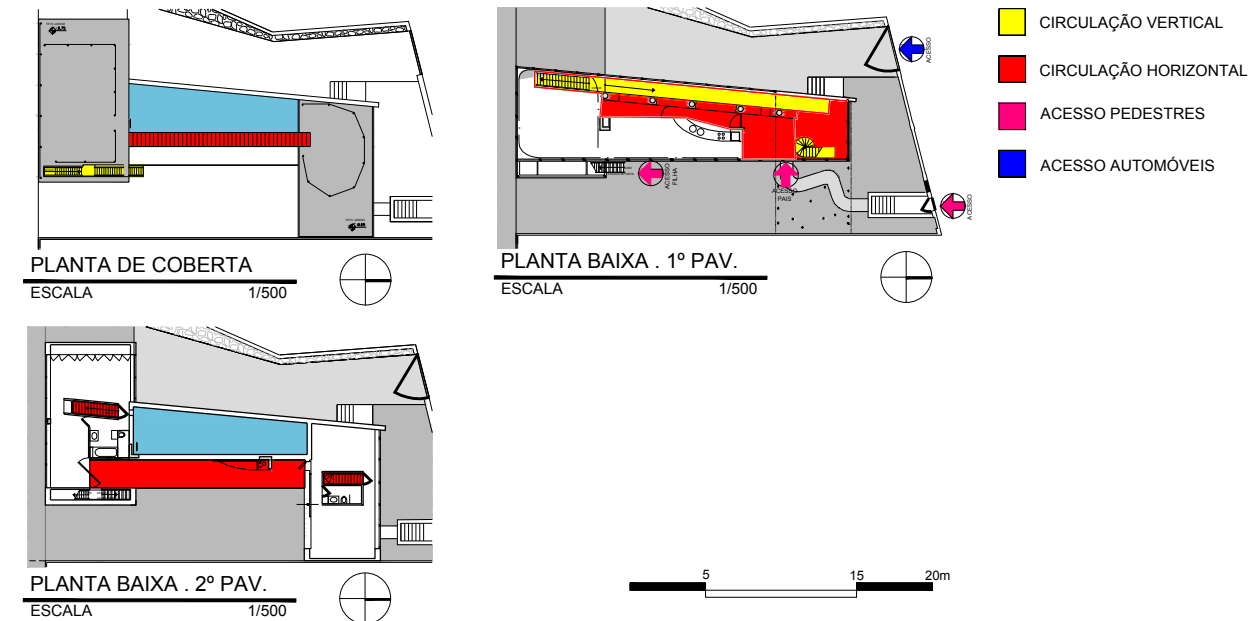 PLANTA DE COBERTA
ESCALA 1/500
ACESSO
ACESSO
FILHA
ACESSO
PAIS
ACESSO
PLANTA BAIXA . 1º PAV.
ESCALA 1/500
CIRCULAÇÃO VERTICAL
CIRCULAÇÃO HORIZONTAL
ACESSO PEDESTRES
ACESSO AUTOMÓVEIS
PLANTA BAIXA . 2º PAV.
ESCALA 1/500
5 15 20m